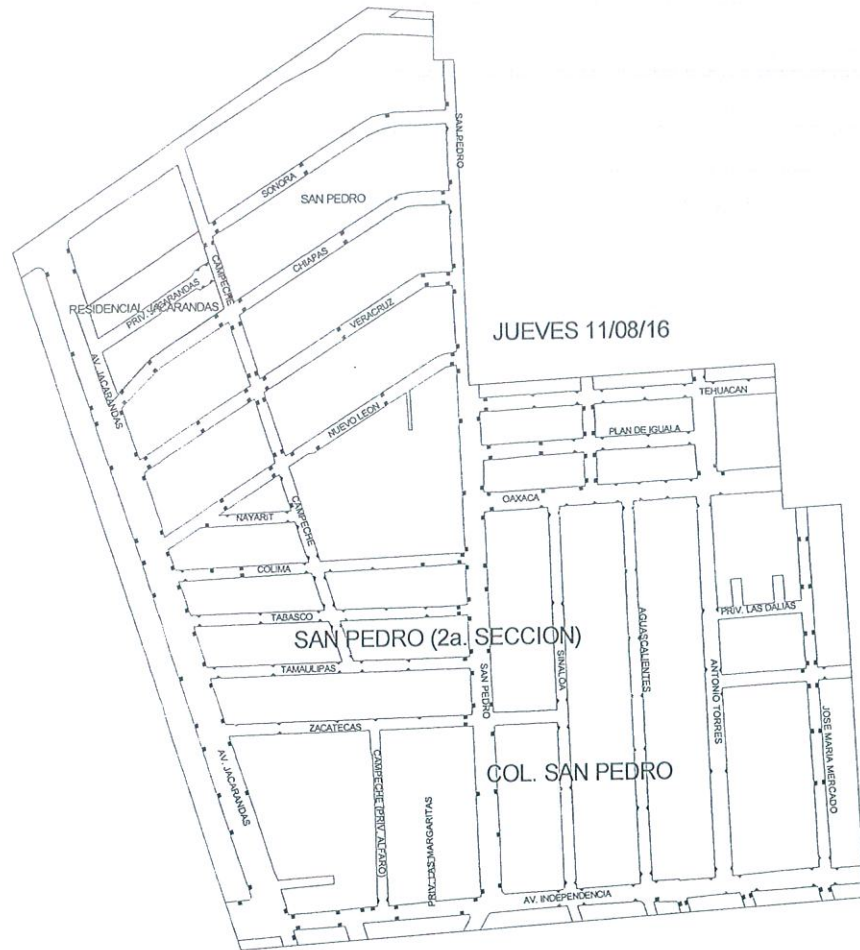 SAN PEDRO
SONORA
SAN PEDRO
CHIAPAS
CAMPECHE
PRIV. JACARANDAS
RESIDENCIAL JACARANDAS
VERACRUZ
JUEVES 11/08/16
AV. JACARANDAS
TEHUACAN
NUEVO LEON
PLAN DE IGUALA
OAXACA
NAYARIT
CAMPECHE
COLIMA
TABASCO
PRIV. LAS DALIAS
SAN PEDRO (2a. SECCION)
AGUASCALIENTES
SINALOA
TAMAULIPAS
SAN PEDRO
ANTONIO TORRES
JOSE MARIA MERCADO
ZACATECAS
AV. JACARANDAS
COL. SAN PEDRO
CAMPECHE (PRIV. ALFARO)
PRIV. LAS MARGARITAS
AV. INDEPENDENCIA